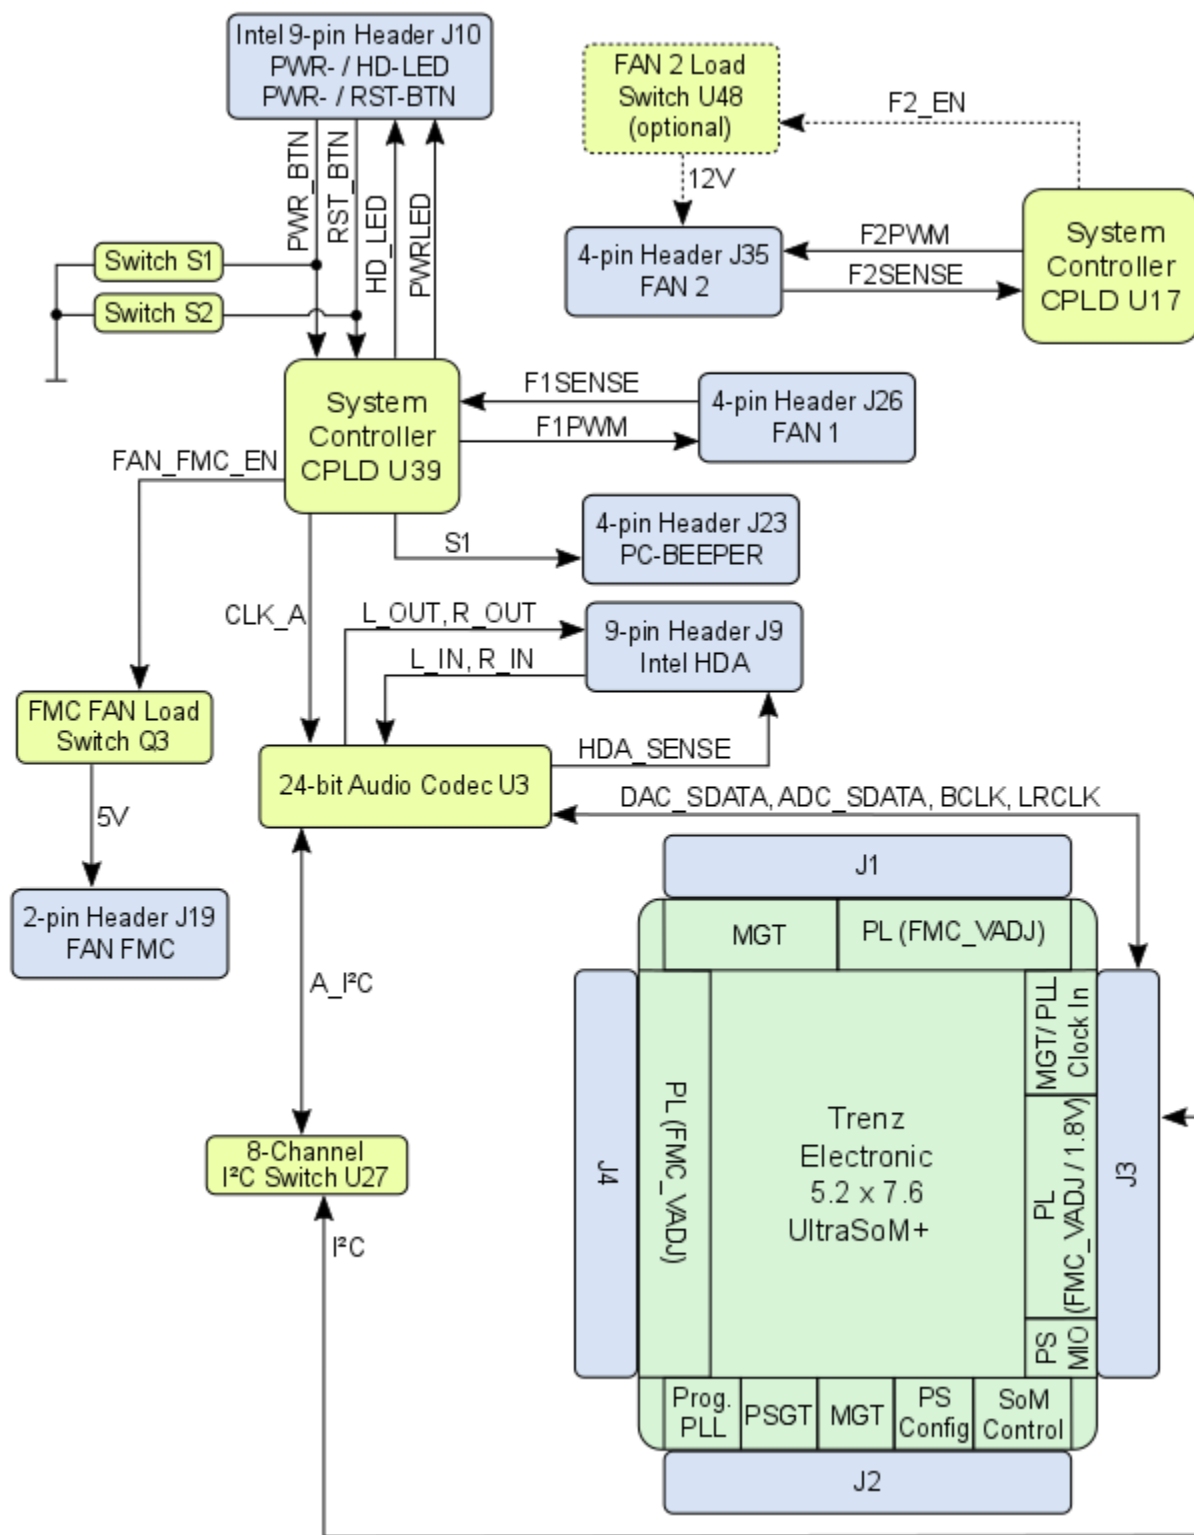 Intel 9-pin Header J10
PWR- / HD-LED
PWR- / RST-BTN
FAN 2 Load
Switch U48
(optional)
F2_EN
12V
PWR_BTN
RST_BTN
HD_LED
PWRLED
4-pin Header J35
FAN 2
F2PWM
F2SENSE
System
Controller
CPLD U17
Switch S1
Switch S2
System
Controller
CPLD U39
F1SENSE
F1PWM
4-pin Header J26
FAN 1
FAN_FMC_EN
S1
4-pin Header J23
PC-BEEPER
CLK_A
L_OUT, R_OUT
L_IN, R_IN
9-pin Header J9
Intel HDA
FMC FAN Load
Switch Q3
24-bit Audio Codec U3
HDA_SENSE
DAC_SDATA, ADC_SDATA, BCLK, LRCLK
5V
2-pin Header J19
FAN FMC
A_I²C
8-Channel
I²C Switch U27
I²C
J1
MGT
PL (FMC_VADJ)
J4
PL (FMC_VADJ)
Trenz
Electronic
5.2 x 7.6
UltraSoM+
MGT/ PLL
Clock In
PL
(FMC_VADJ / 1.8V)
PS
MIO
J3
Prog.
PLL
PSGT
MGT
PS
Config
SoM
Control
J2